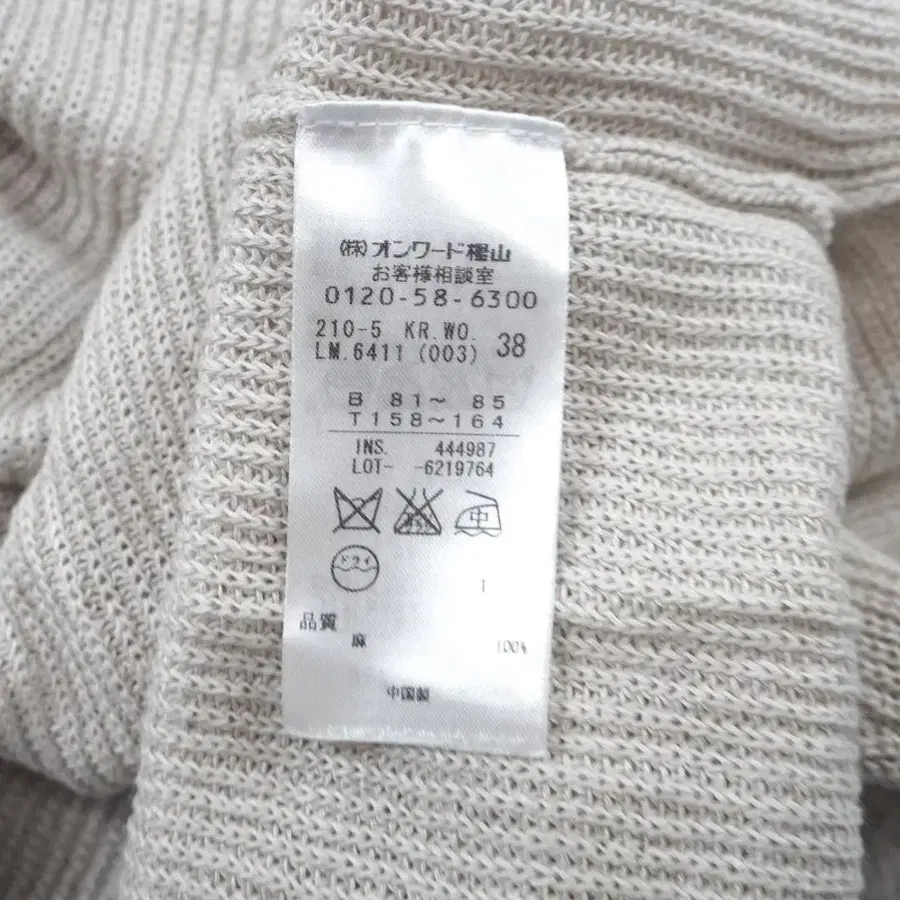 (株)オンワード樫山
お客様相談室
0120-58-6300
210-5 KR.WO.
LM.6411 (003) 38
B 81～ 85
T158～164
INS. 444987
LOT- -6219764
中
ドライ
1
品質
麻 100%
中国製